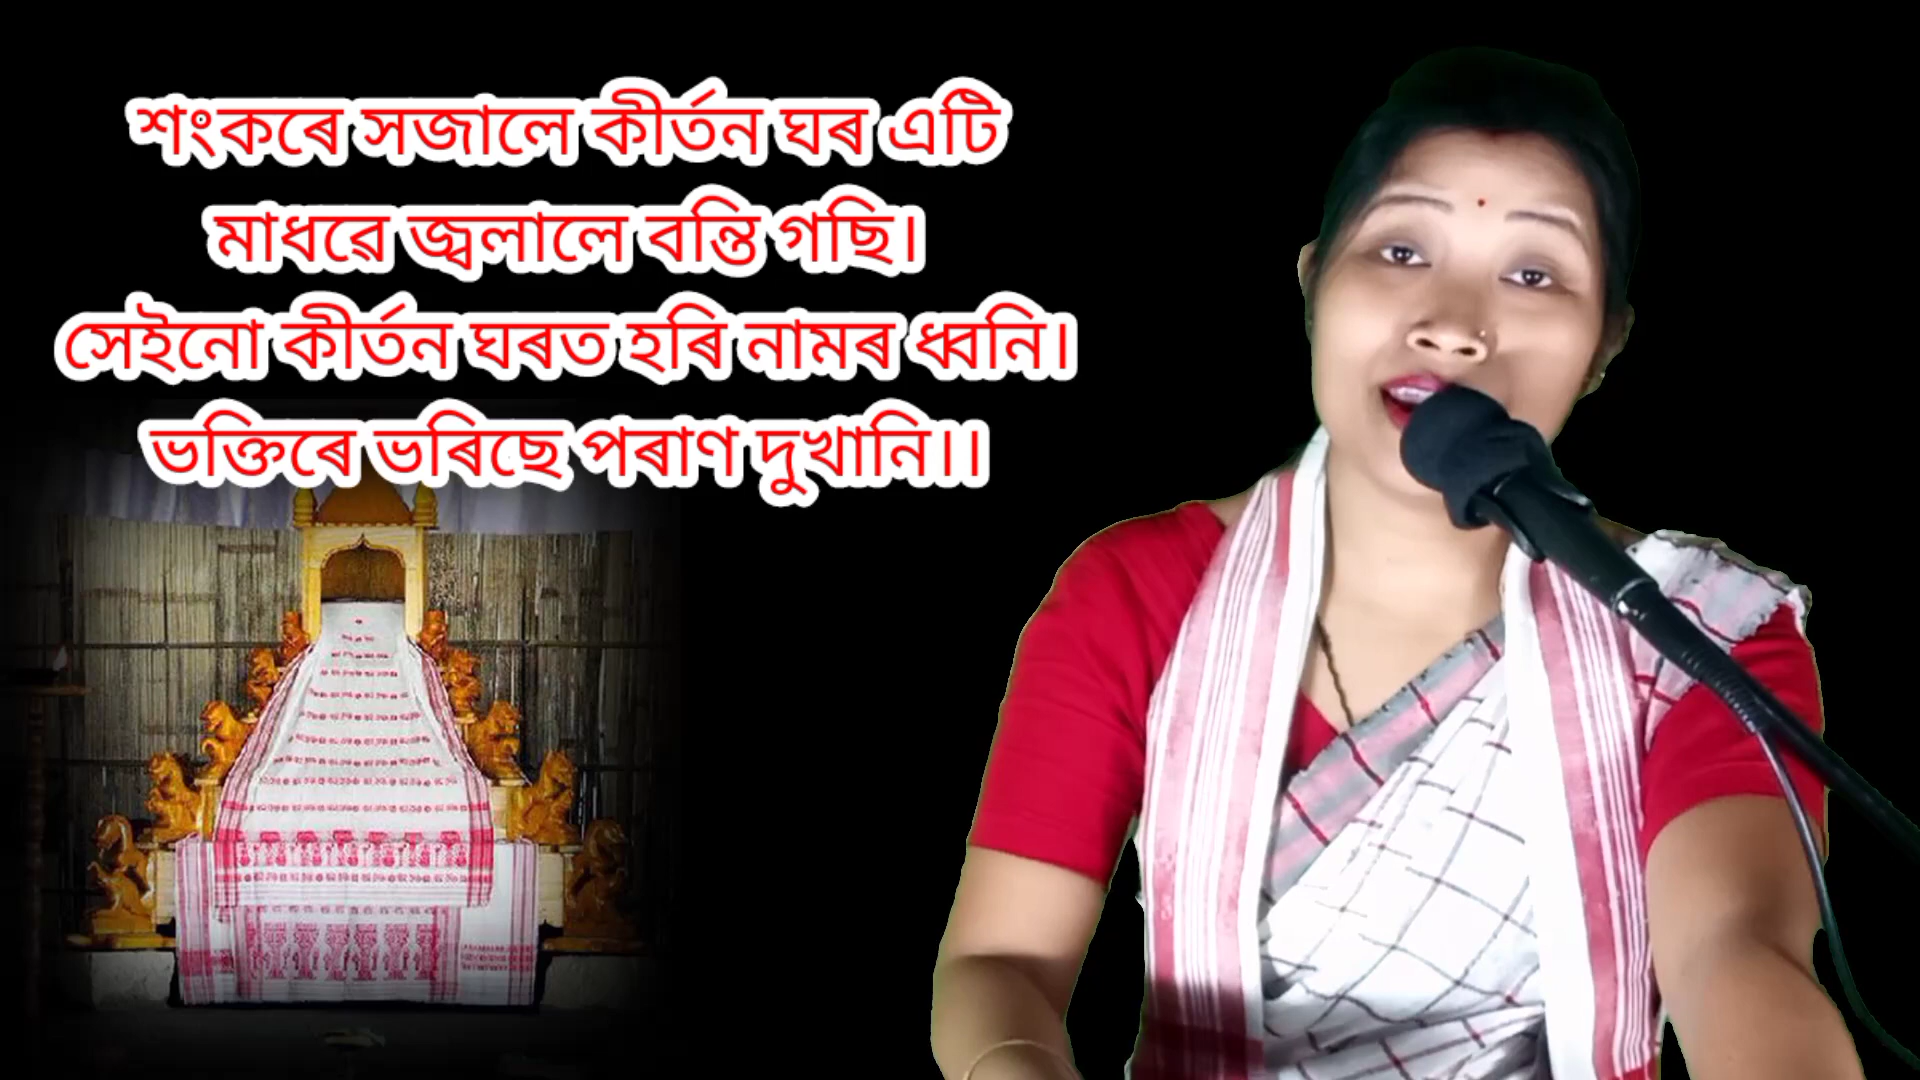 শংকৰে সজালে কীৰ্তন ঘৰ এটি
মাধৱে জ্বলালে বন্তি গছি।
সেইনো কীৰ্তন ঘৰত হৰি নামৰ ধ্বনি।
ভক্তিৰে ভৰিছে পৰাণ দুখানি।।